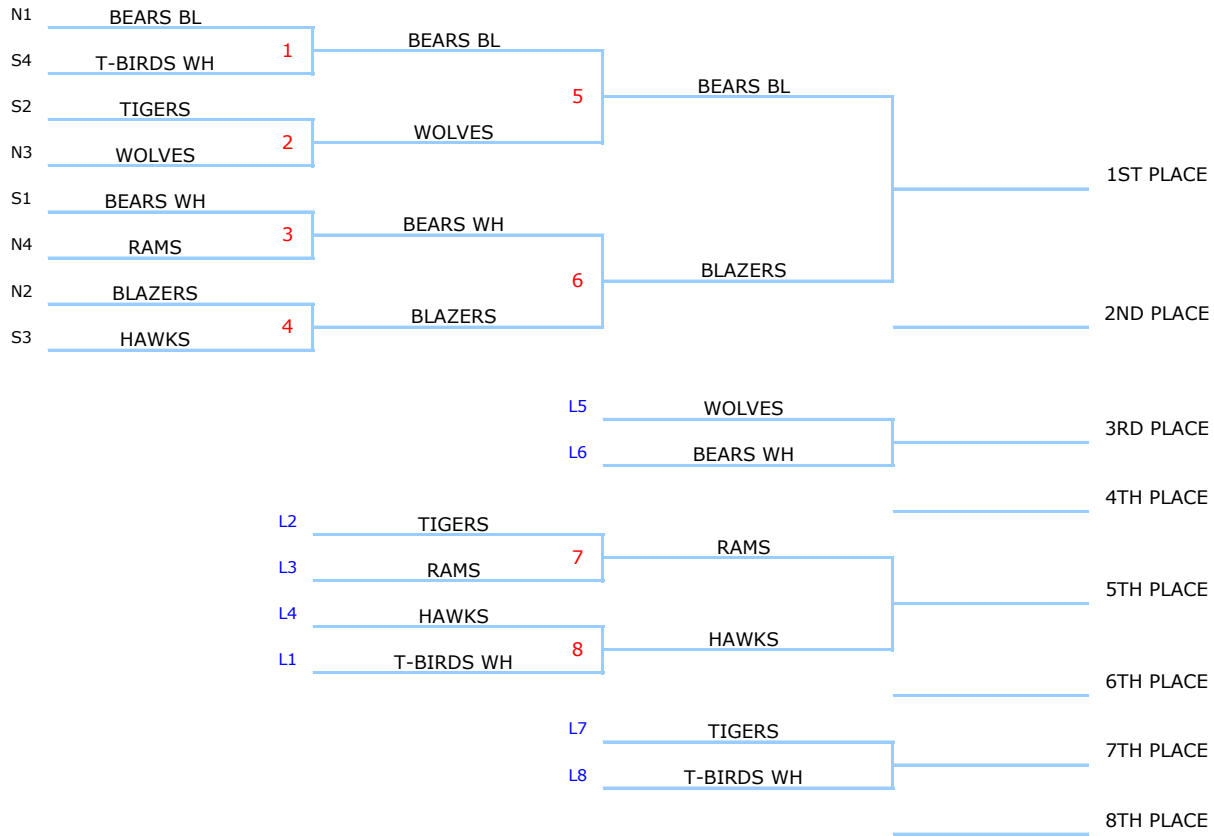 N1 BEARS BL
1 BEARS BL
S4 T-BIRDS WH
S2 TIGERS
5 BEARS BL
2 WOLVES
N3 WOLVES
1ST PLACE
S1 BEARS WH
3 BEARS WH
N4 RAMS
6 BLAZERS
N2 BLAZERS
4 BLAZERS
S3 HAWKS
2ND PLACE
L5 WOLVES
3RD PLACE
L6 BEARS WH
4TH PLACE
L2 TIGERS
7 RAMS
L3 RAMS
5TH PLACE
L4 HAWKS
8 HAWKS
L1 T-BIRDS WH
6TH PLACE
L7 TIGERS
7TH PLACE
L8 T-BIRDS WH
8TH PLACE